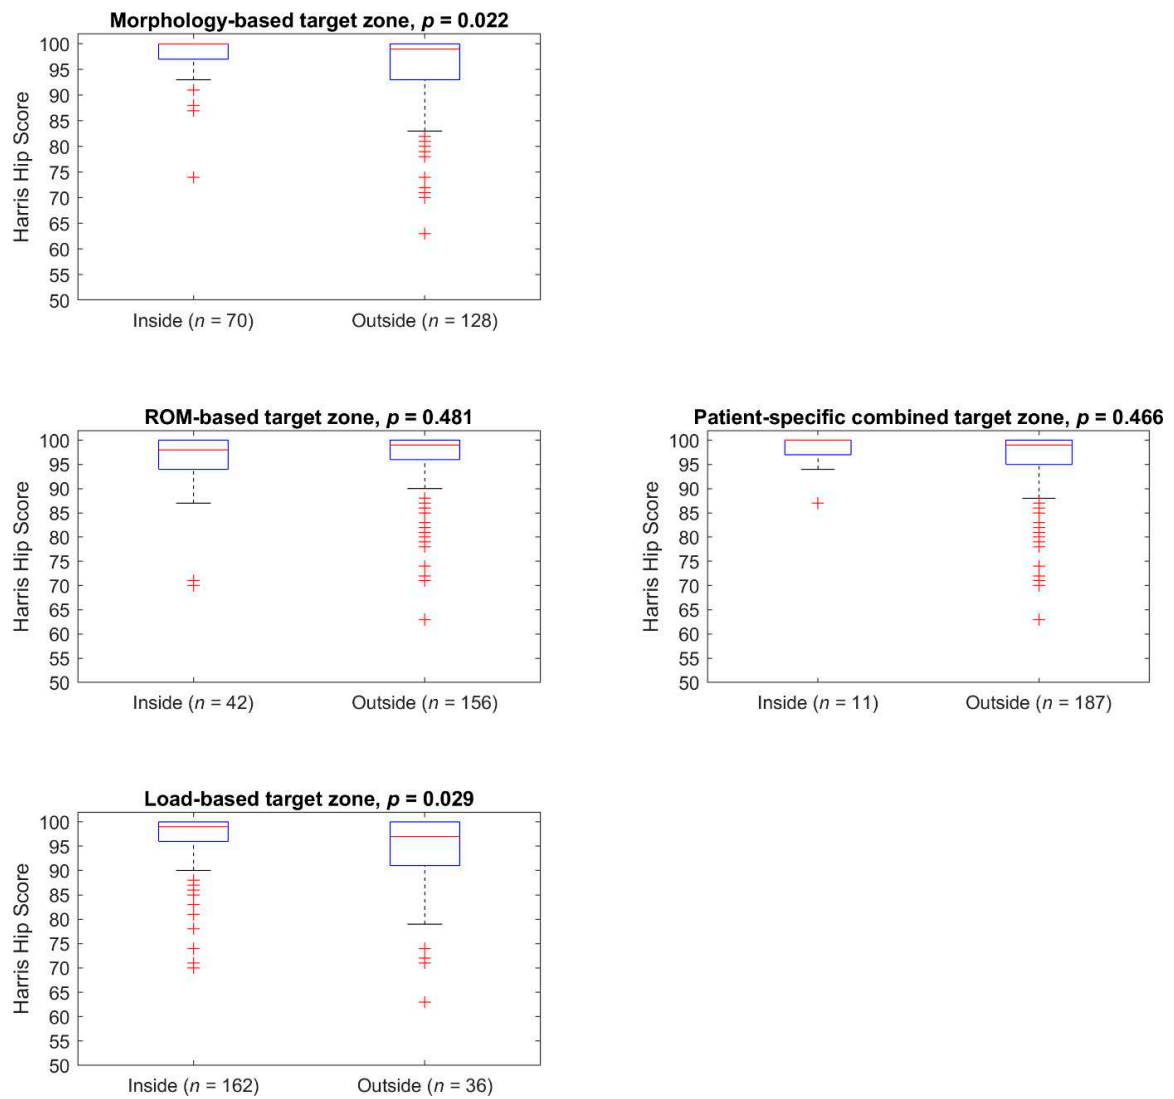 Morphology-based target zone, p = 0.022
Harris Hip Score
100
95
90
85
80
75
70
65
60
55
50
Inside (n = 70)
Outside (n = 128)
ROM-based target zone, p = 0.481
Harris Hip Score
100
95
90
85
80
75
70
65
60
55
50
Inside (n = 42)
Outside (n = 156)
Patient-specific combined target zone, p = 0.466
Harris Hip Score
100
95
90
85
80
75
70
65
60
55
50
Inside (n = 11)
Outside (n = 187)
Load-based target zone, p = 0.029
Harris Hip Score
100
95
90
85
80
75
70
65
60
55
50
Inside (n = 162)
Outside (n = 36)